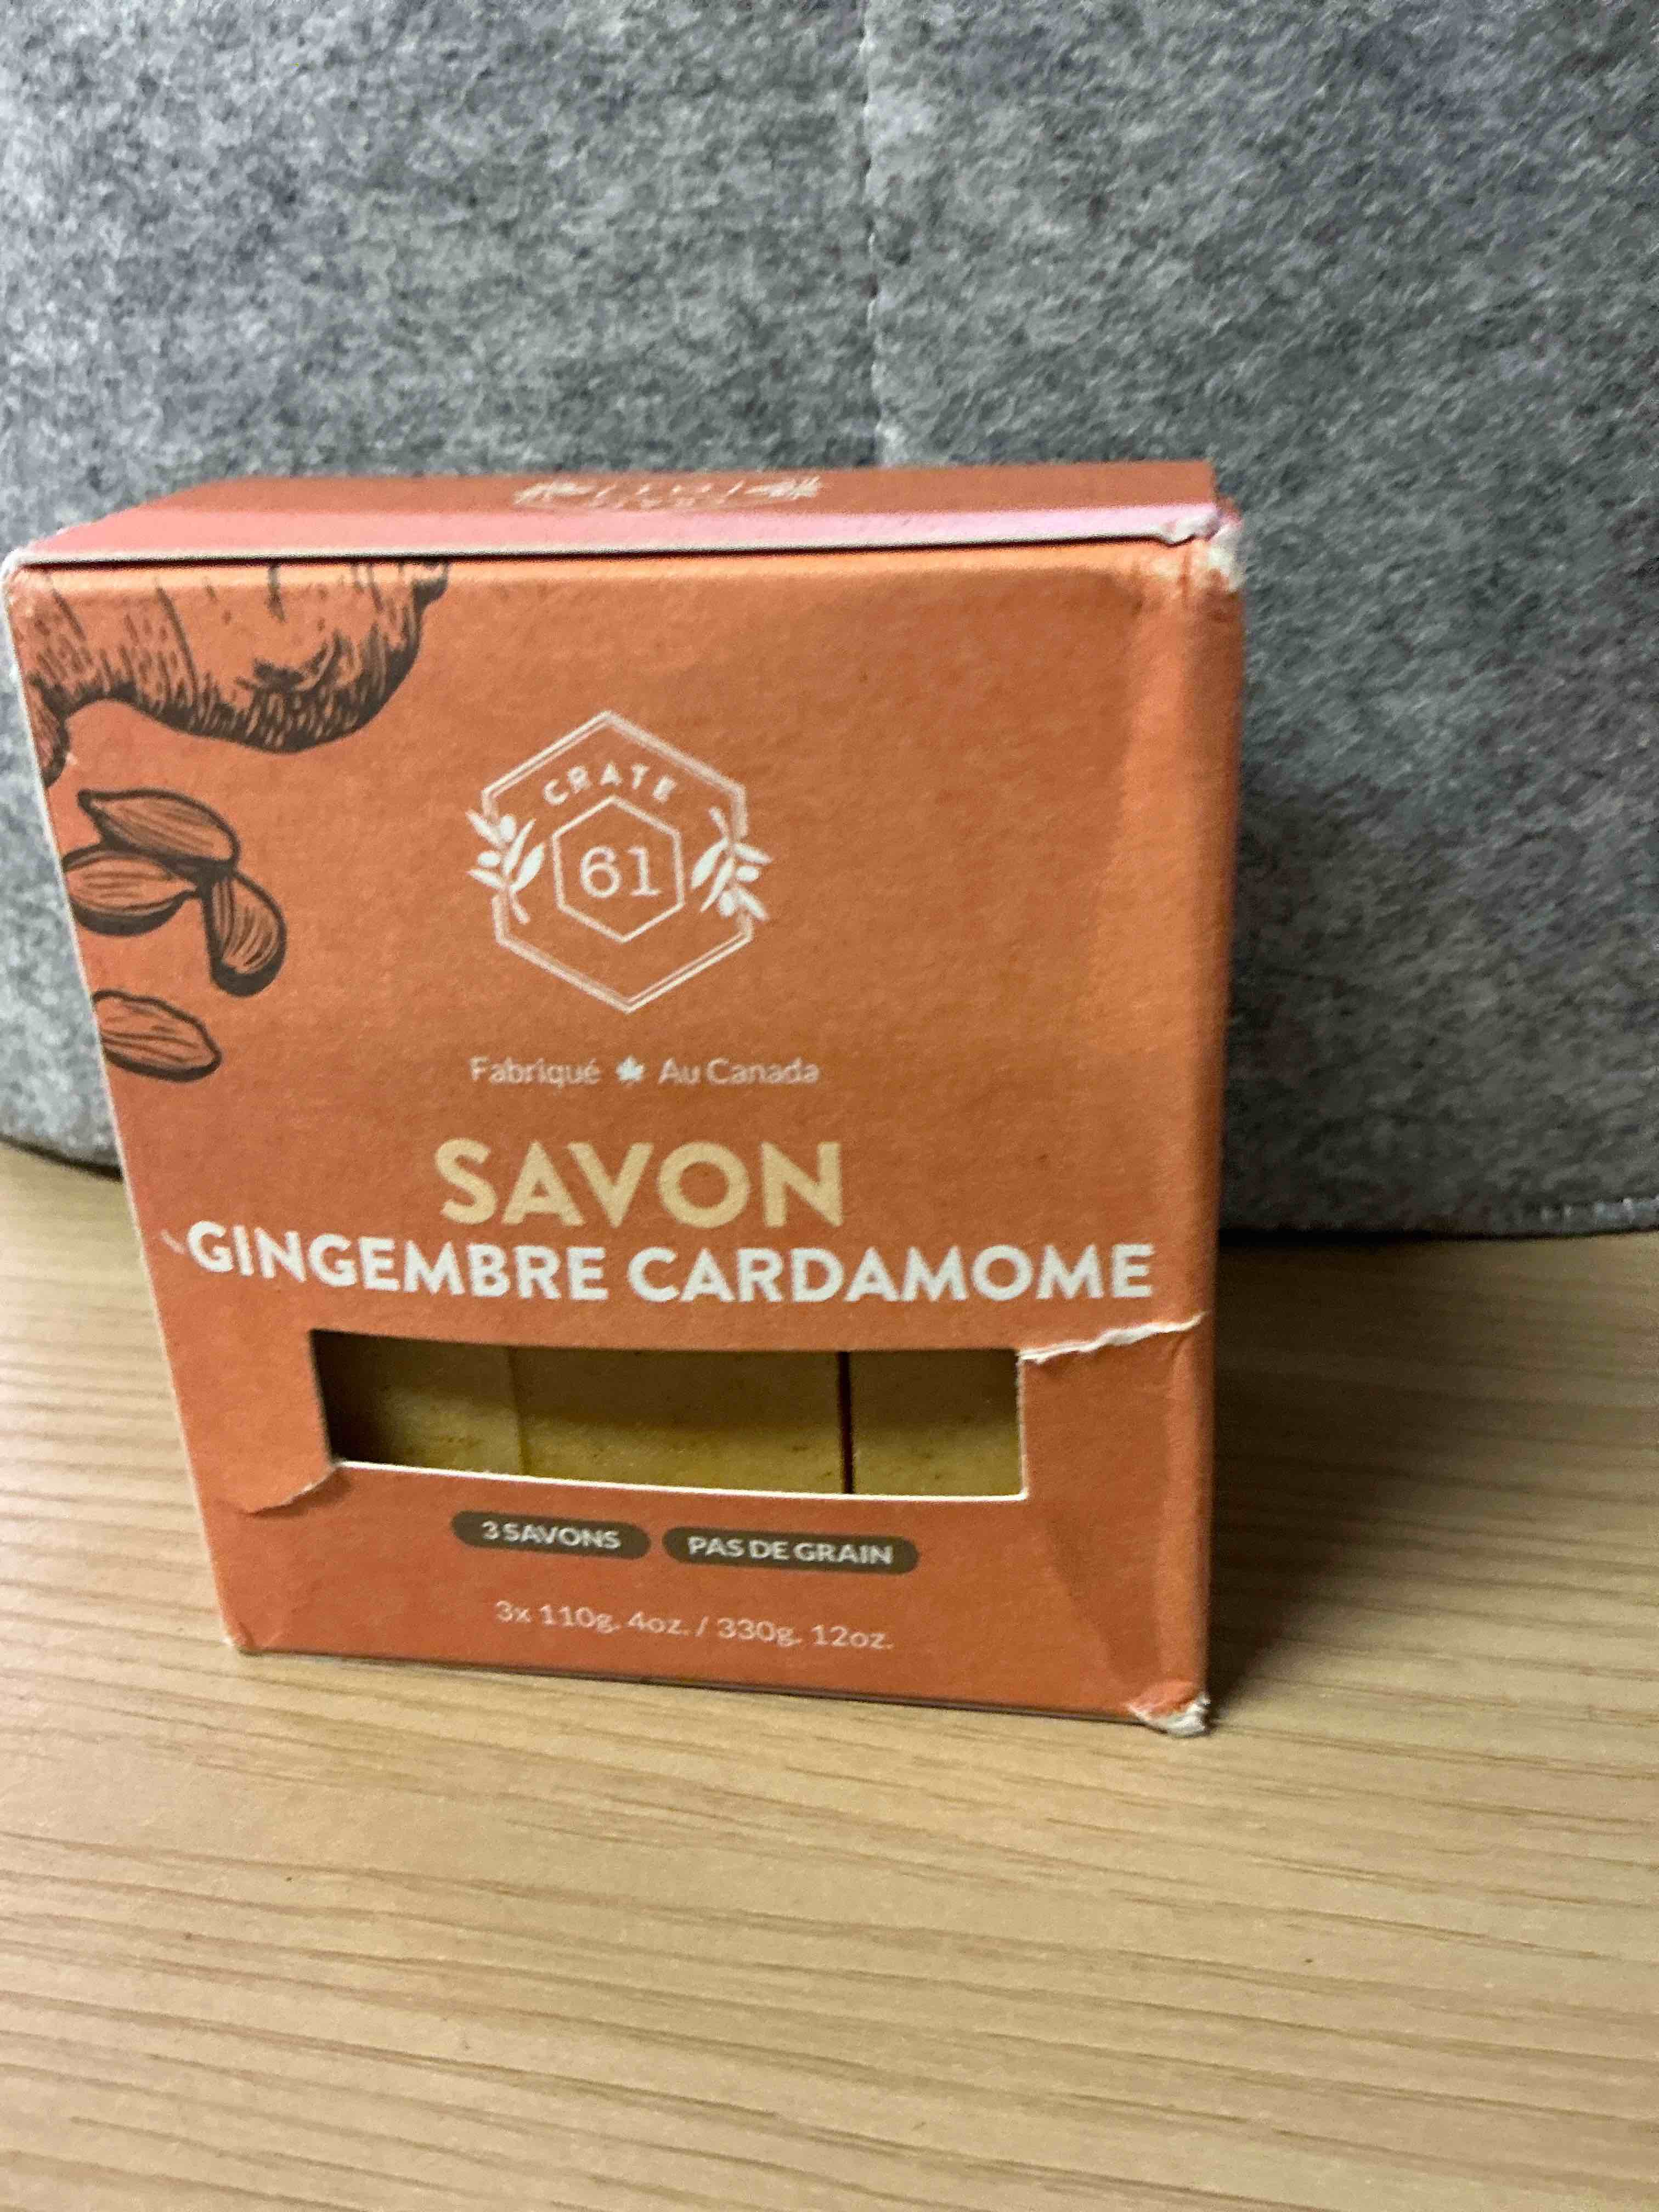 CRATE
61
Fabriqué Au Canada
SAVON
GINGEMBRE CARDAMOME
3 SAVONS PAS DE GRAIN
3x 110g. 4oz. / 330g. 12oz.